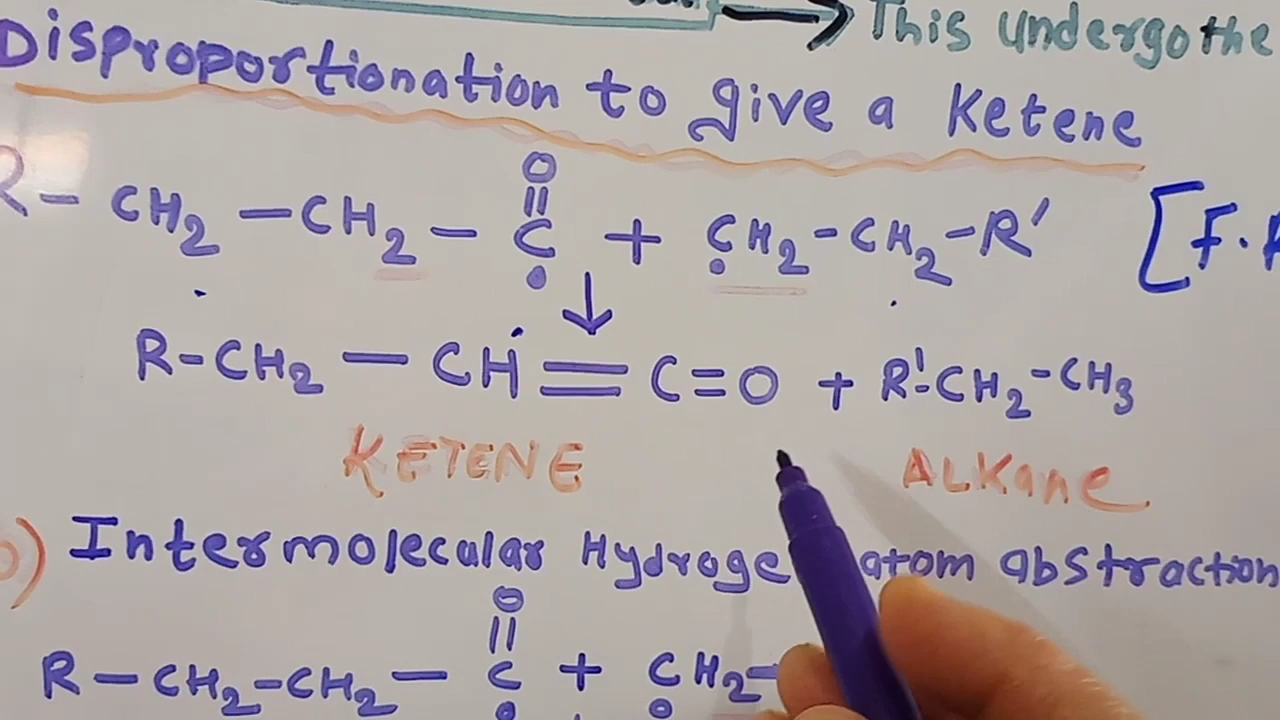 This undergo the
Disproportionation to give a Ketene
O
R-CH2-CH2-C + CH2-CH2-R' [F.
R-CH2-CH=C=O + R'-CH2-CH3
KETENE ALKane
Intermolecular Hydroge atom abstraction
O
R-CH2-CH2-C + CH2-